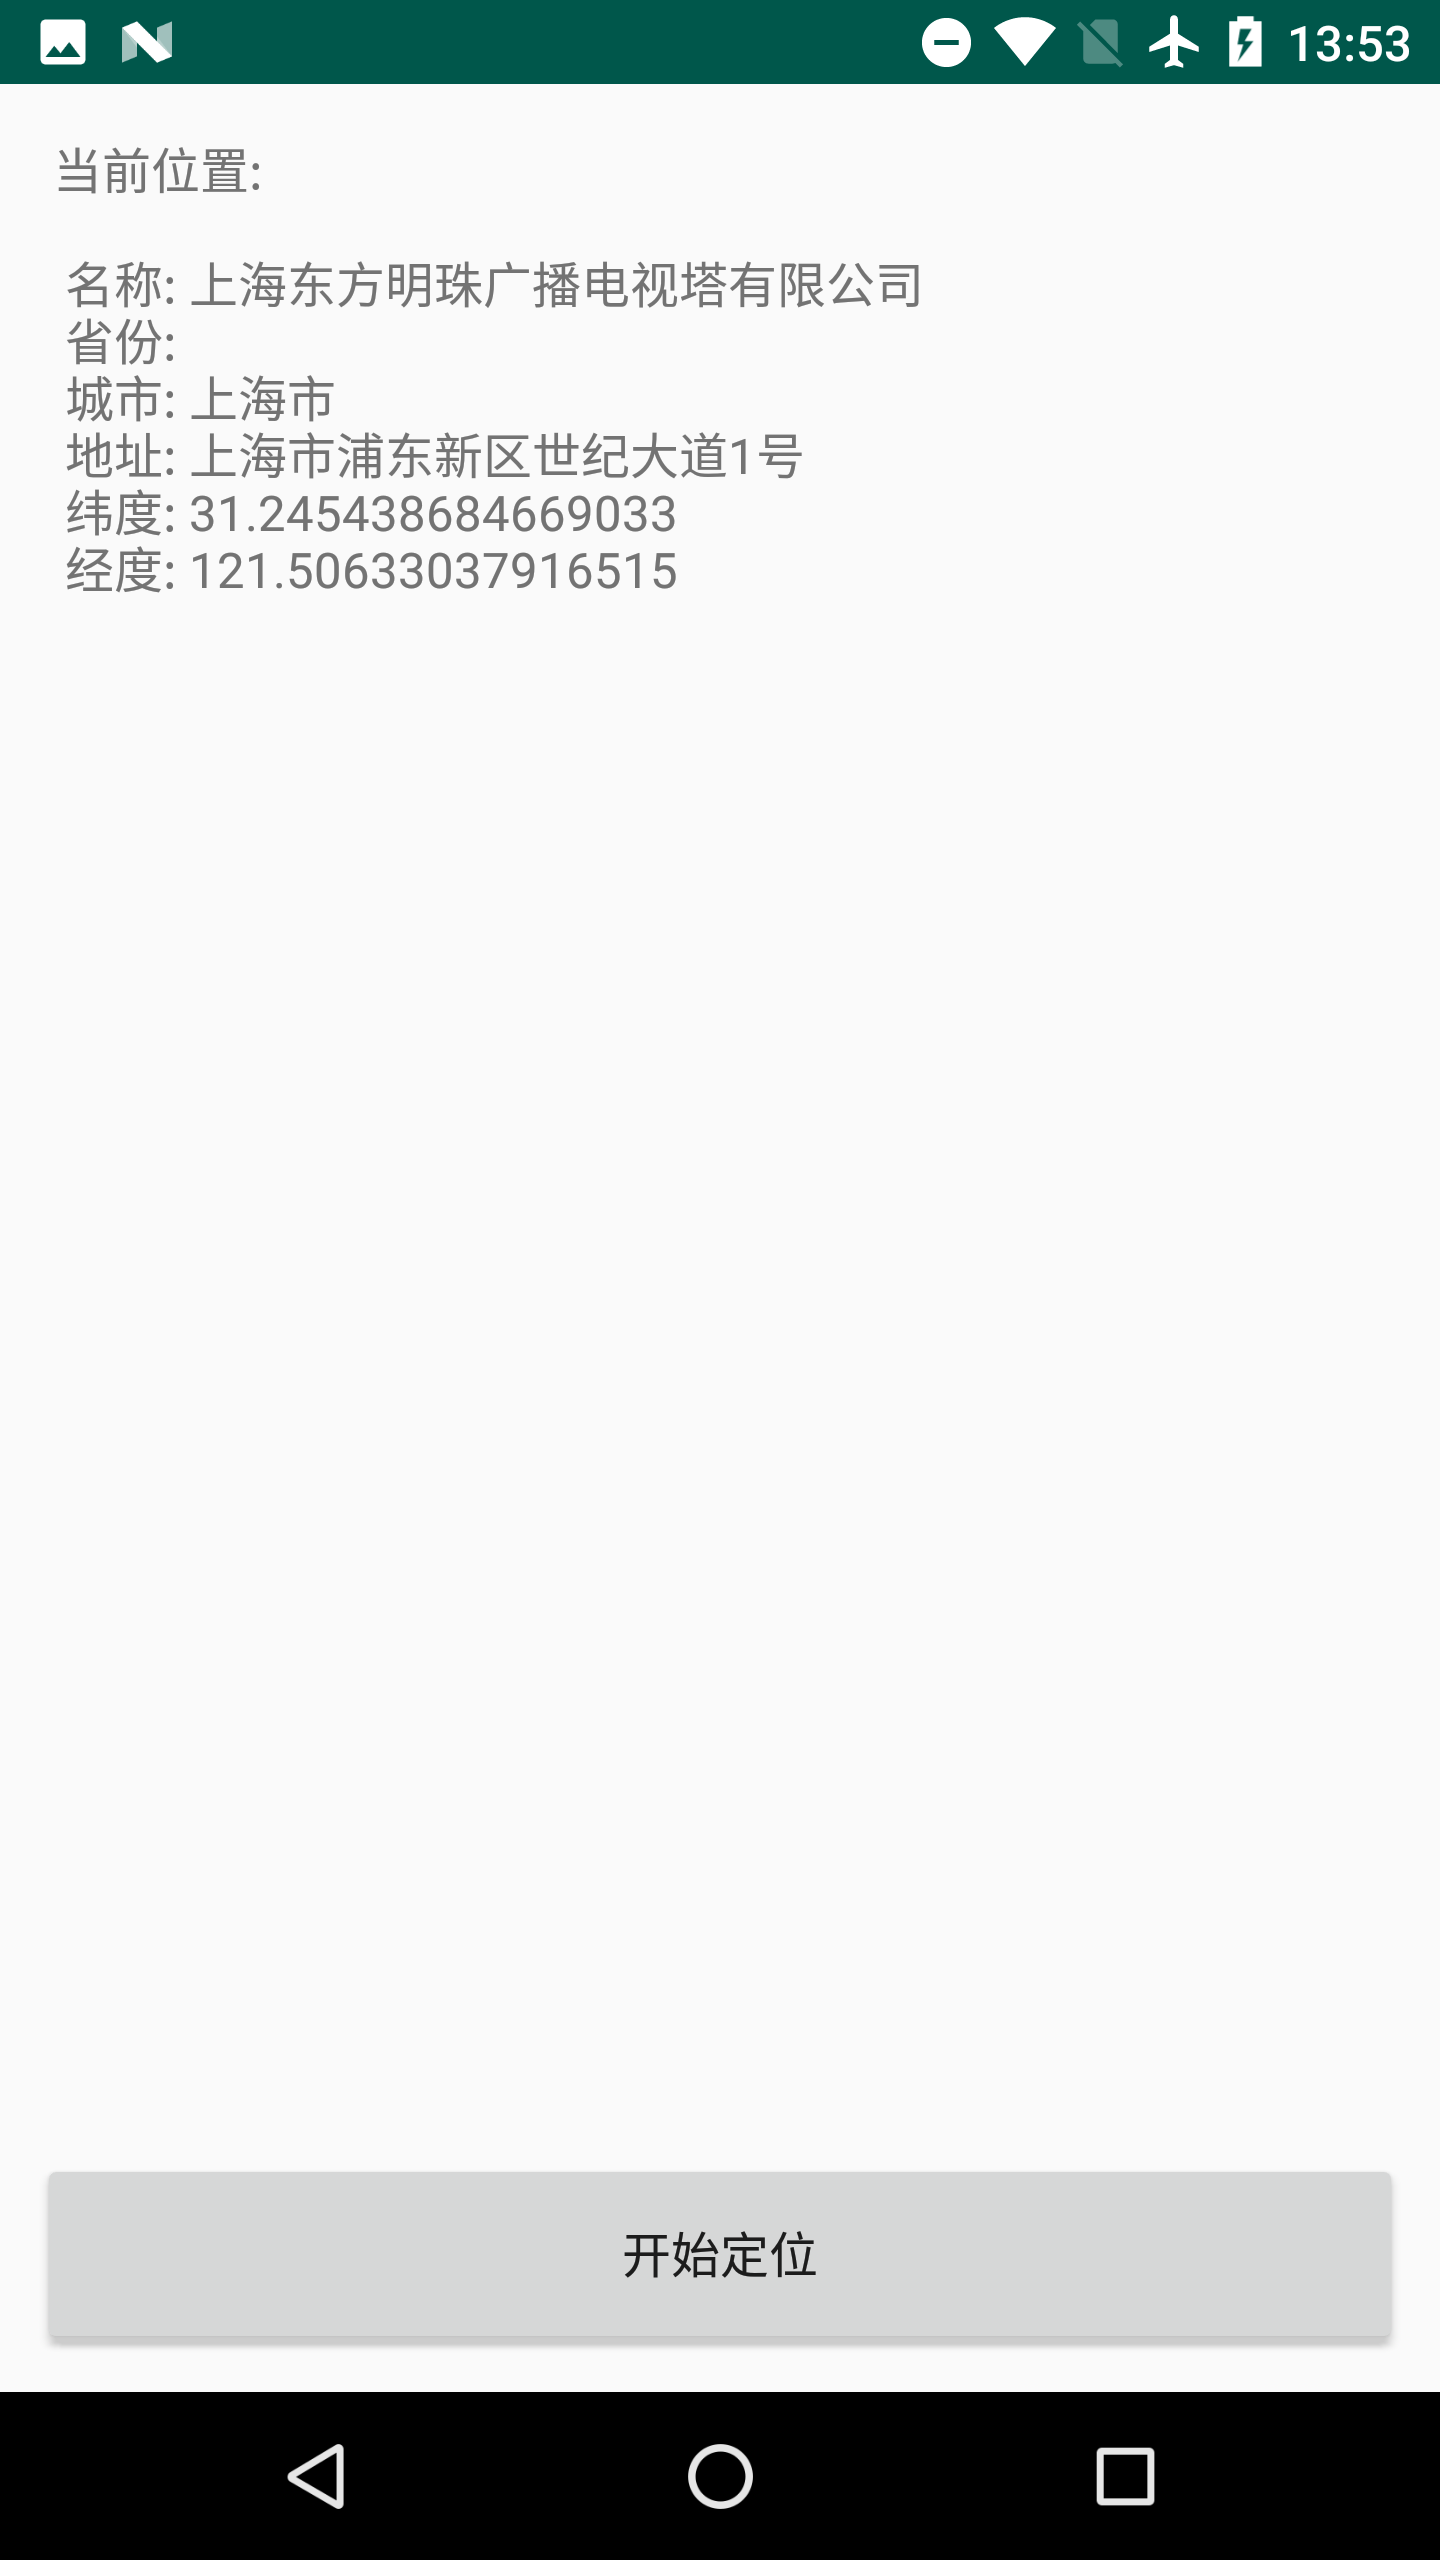 13:53
当前位置:
名称: 上海东方明珠广播电视塔有限公司
省份:
城市: 上海市
地址: 上海市浦东新区世纪大道1号
纬度: 31.245438684669033
经度: 121.50633037916515
开始定位